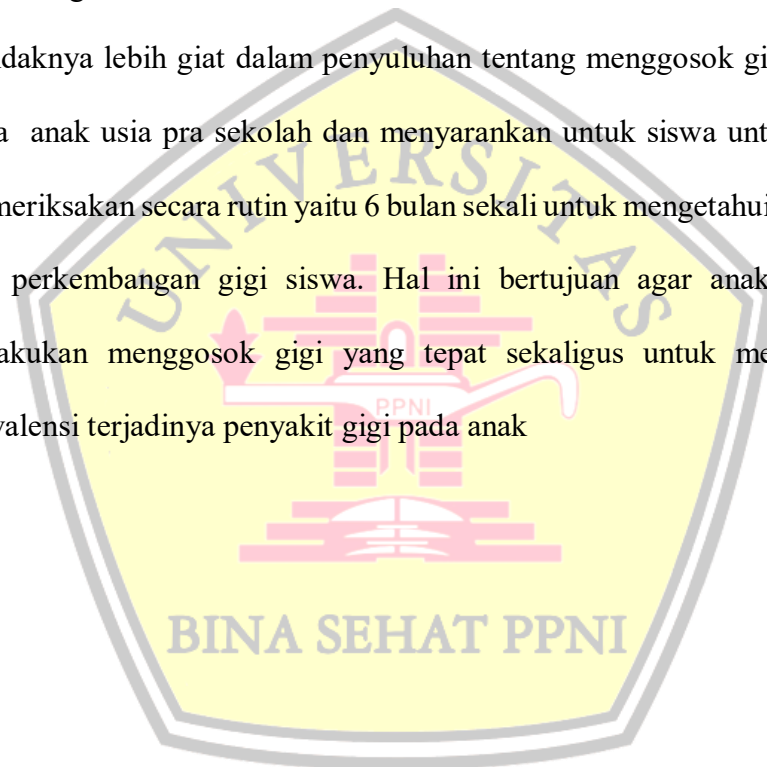 daknya lebih giat dalam penyuluhan tentang menggosok gi
a anak usia pra sekolah dan menyarankan untuk siswa unt
meriksakan secara rutin yaitu 6 bulan sekali untuk mengetahui
perkembangan gigi siswa. Hal ini bertujuan agar anak
akukan menggosok gigi yang tepat sekaligus untuk me
valensi terjadinya penyakit gigi pada anak
UNIVERSITAS
PPNI
BINA SEHAT PPNI